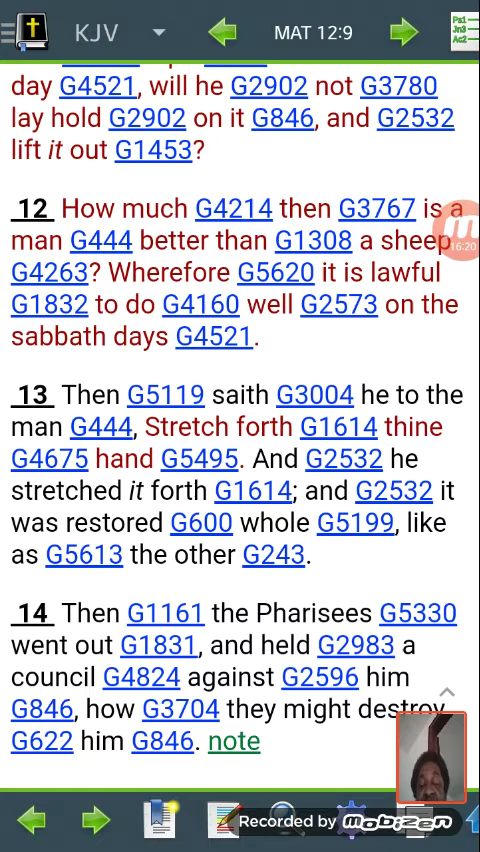 KJV
MAT 12:9
Ps1
Jn3
Ac2
day G4521, will he G2902 not G3780
lay hold G2902 on it G846, and G2532
lift it out G1453?
12 How much G4214 then G3767 is a
man G444 better than G1308 a sheep
16:20
G4263? Wherefore G5620 it is lawful
G1832 to do G4160 well G2573 on the
sabbath days G4521.
13 Then G5119 saith G3004 he to the
man G444, Stretch forth G1614 thine
G4675 hand G5495. And G2532 he
stretched it forth G1614; and G2532 it
was restored G600 whole G5199, like
as G5613 the other G243.
14 Then G1161 the Pharisees G5330
went out G1831, and held G2983 a
council G4824 against G2596 him
G846, how G3704 they might destroy
G622 him G846. note
Recorded by mobizen